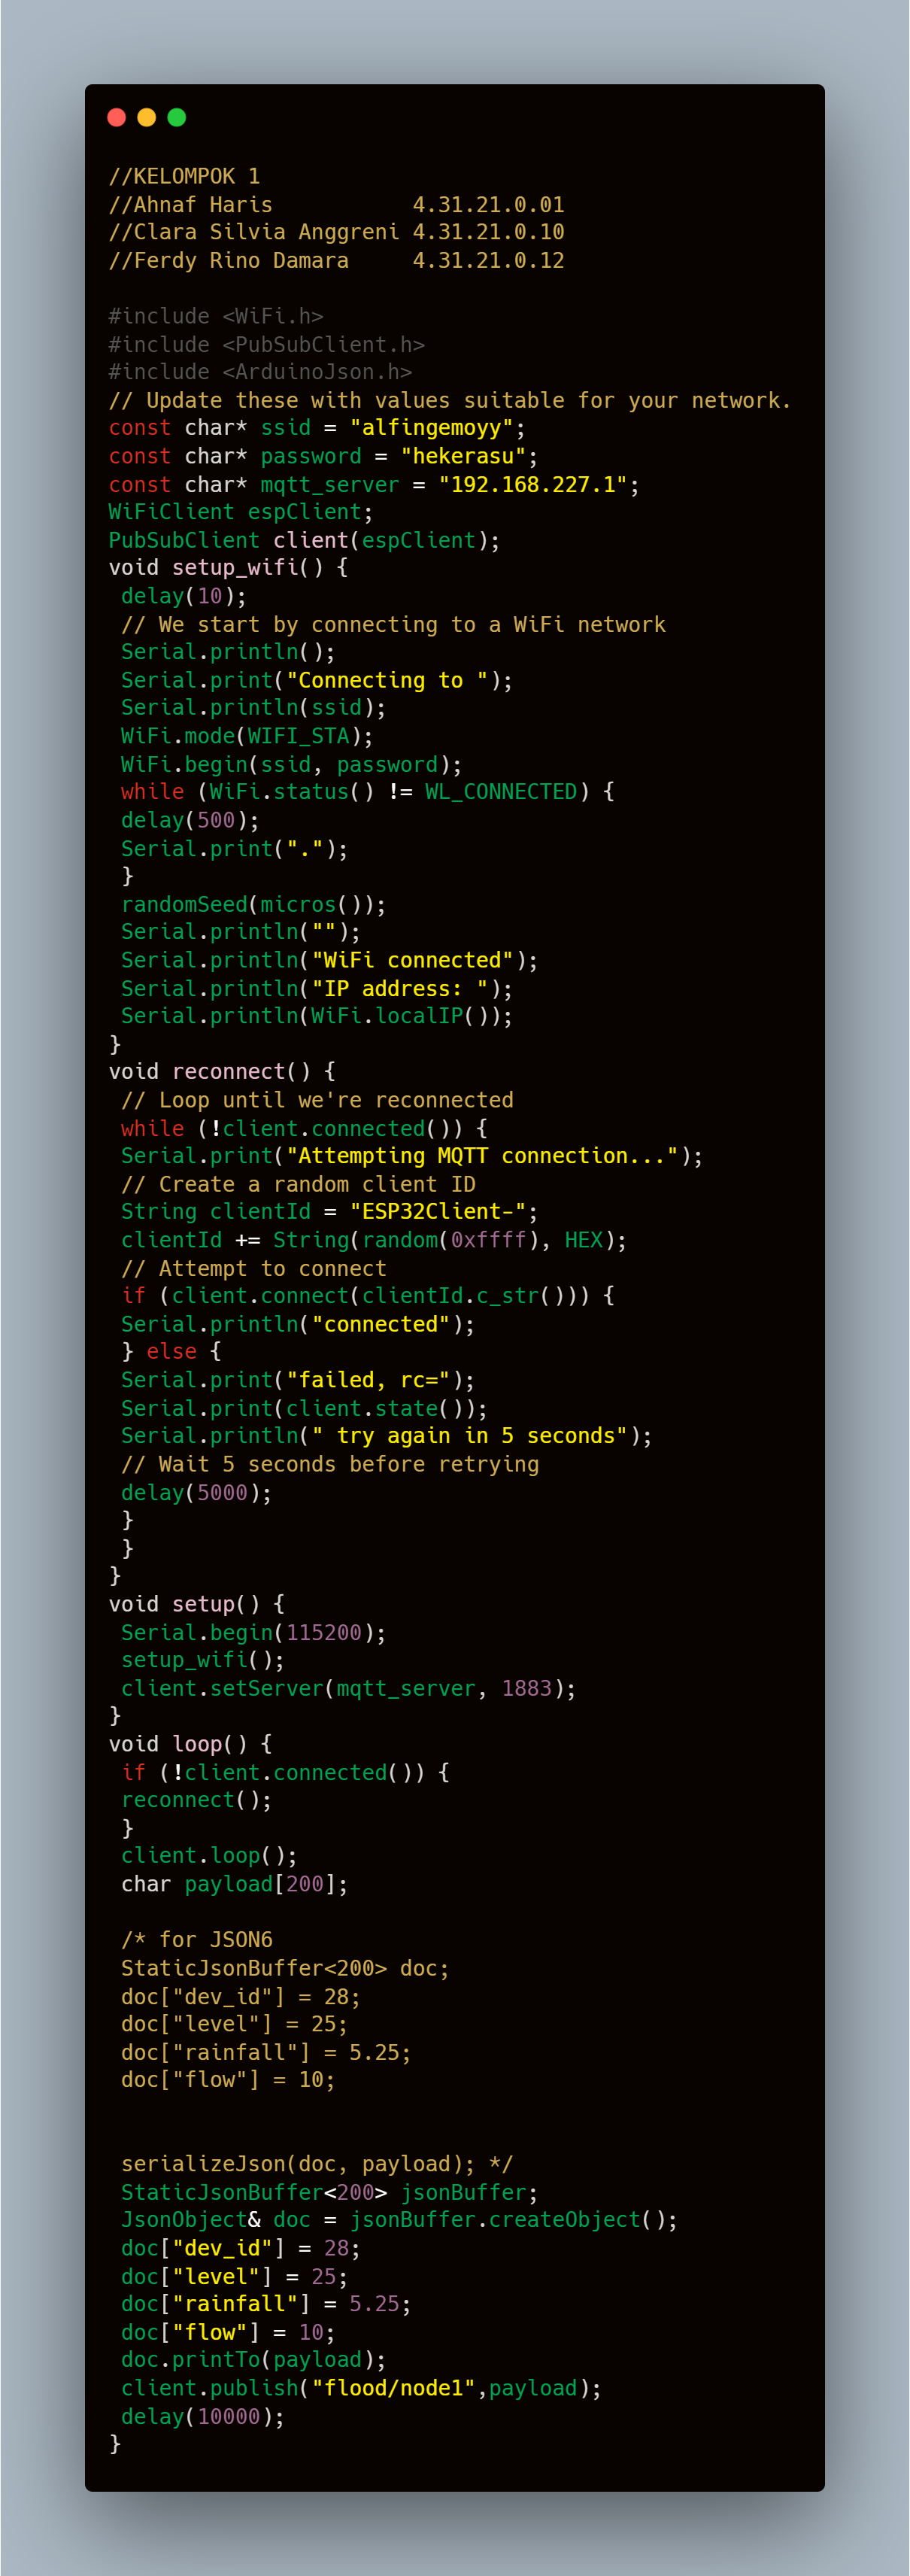 //KELOMPOK 1
//Ahnaf Haris           4.31.21.0.01
//Clara Silvia Anggreni 4.31.21.0.10
//Ferdy Rino Damara     4.31.21.0.12

#include <WiFi.h>
#include <PubSubClient.h>
#include <ArduinoJson.h>
// Update these with values suitable for your network.
const char* ssid = "alfingemoyy";
const char* password = "hekerasu";
const char* mqtt_server = "192.168.227.1";
WiFiClient espClient;
PubSubClient client(espClient);
void setup_wifi() {
 delay(10);
 // We start by connecting to a WiFi network
 Serial.println();
 Serial.print("Connecting to ");
 Serial.println(ssid);
 WiFi.mode(WIFI_STA);
 WiFi.begin(ssid, password);
 while (WiFi.status() != WL_CONNECTED) {
 delay(500);
 Serial.print(".");
 }
 randomSeed(micros());
 Serial.println("");
 Serial.println("WiFi connected");
 Serial.println("IP address: ");
 Serial.println(WiFi.localIP());
}
void reconnect() {
 // Loop until we're reconnected
 while (!client.connected()) {
 Serial.print("Attempting MQTT connection...");
 // Create a random client ID
 String clientId = "ESP32Client-";
 clientId += String(random(0xffff), HEX);
 // Attempt to connect
 if (client.connect(clientId.c_str())) {
 Serial.println("connected");
 } else {
 Serial.print("failed, rc=");
 Serial.print(client.state());
 Serial.println(" try again in 5 seconds");
 // Wait 5 seconds before retrying
 delay(5000);
 }
 }
}
void setup() {
 Serial.begin(115200);
 setup_wifi();
 client.setServer(mqtt_server, 1883);
}
void loop() {
 if (!client.connected()) {
 reconnect();
 }
 client.loop();
 char payload[200];

 /* for JSON6
 StaticJsonBuffer<200> doc;
 doc["dev_id"] = 28;
 doc["level"] = 25;
 doc["rainfall"] = 5.25;
 doc["flow"] = 10;


 serializeJson(doc, payload); */
 StaticJsonBuffer<200> jsonBuffer;
 JsonObject& doc = jsonBuffer.createObject();
 doc["dev_id"] = 28;
 doc["level"] = 25;
 doc["rainfall"] = 5.25;
 doc["flow"] = 10;
 doc.printTo(payload);
 client.publish("flood/node1",payload);
 delay(10000);
}